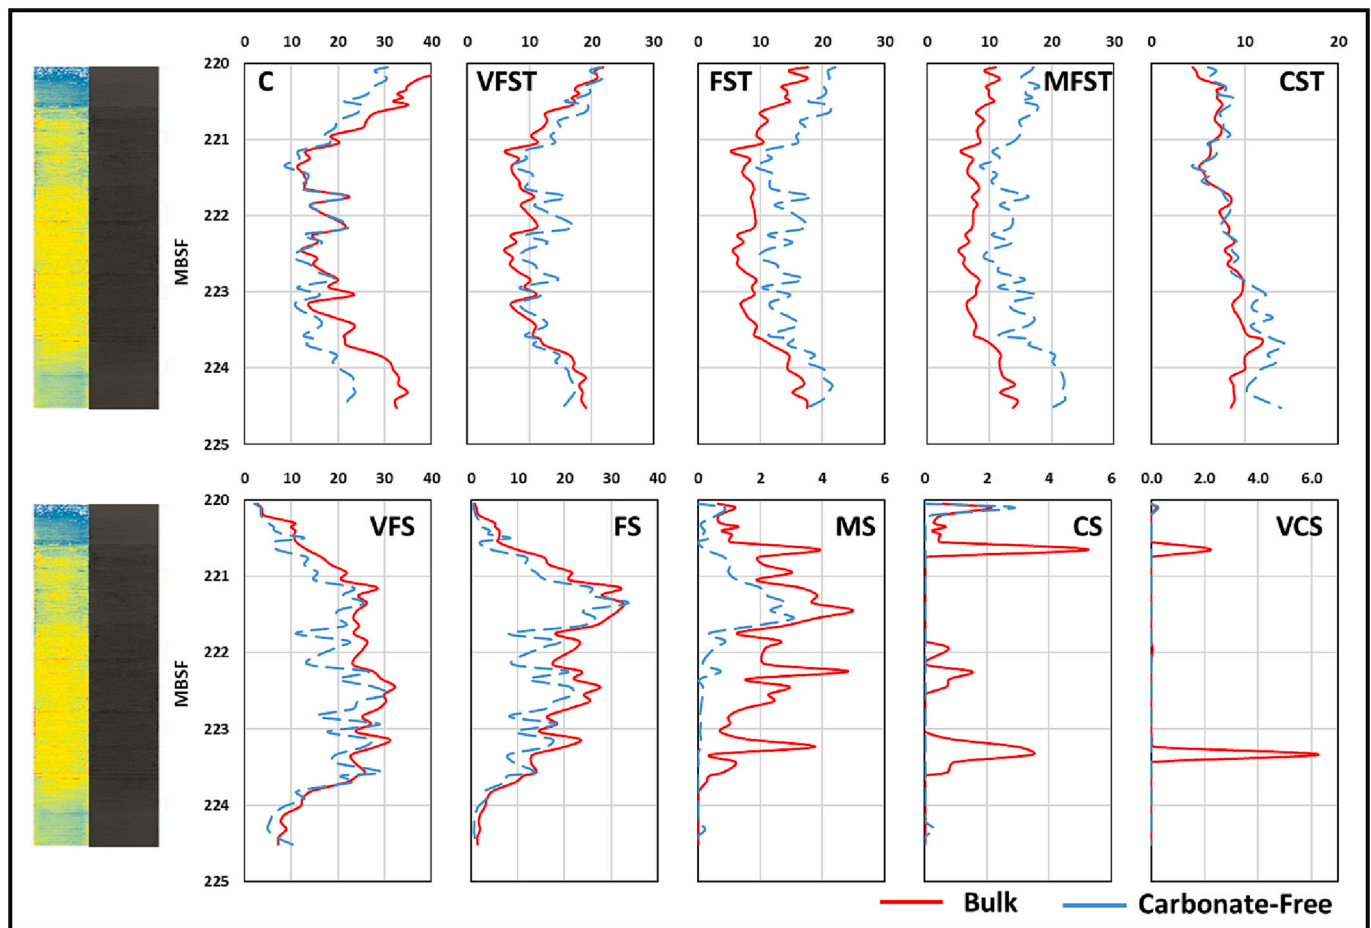 0 10 20 30 40 0 10 20 30 0 10 20 30 0 10 20 30 0 10 20
220
C VFST FST MFST CST
221
222
MBSF
223
224
225
0 10 20 30 40 0 10 20 30 40 0 2 4 6 0 2 4 6 0.0 2.0 4.0 6.0
220
VFS FS MS CS VCS
221
222
MBSF
223
224
225
Bulk Carbonate-Free